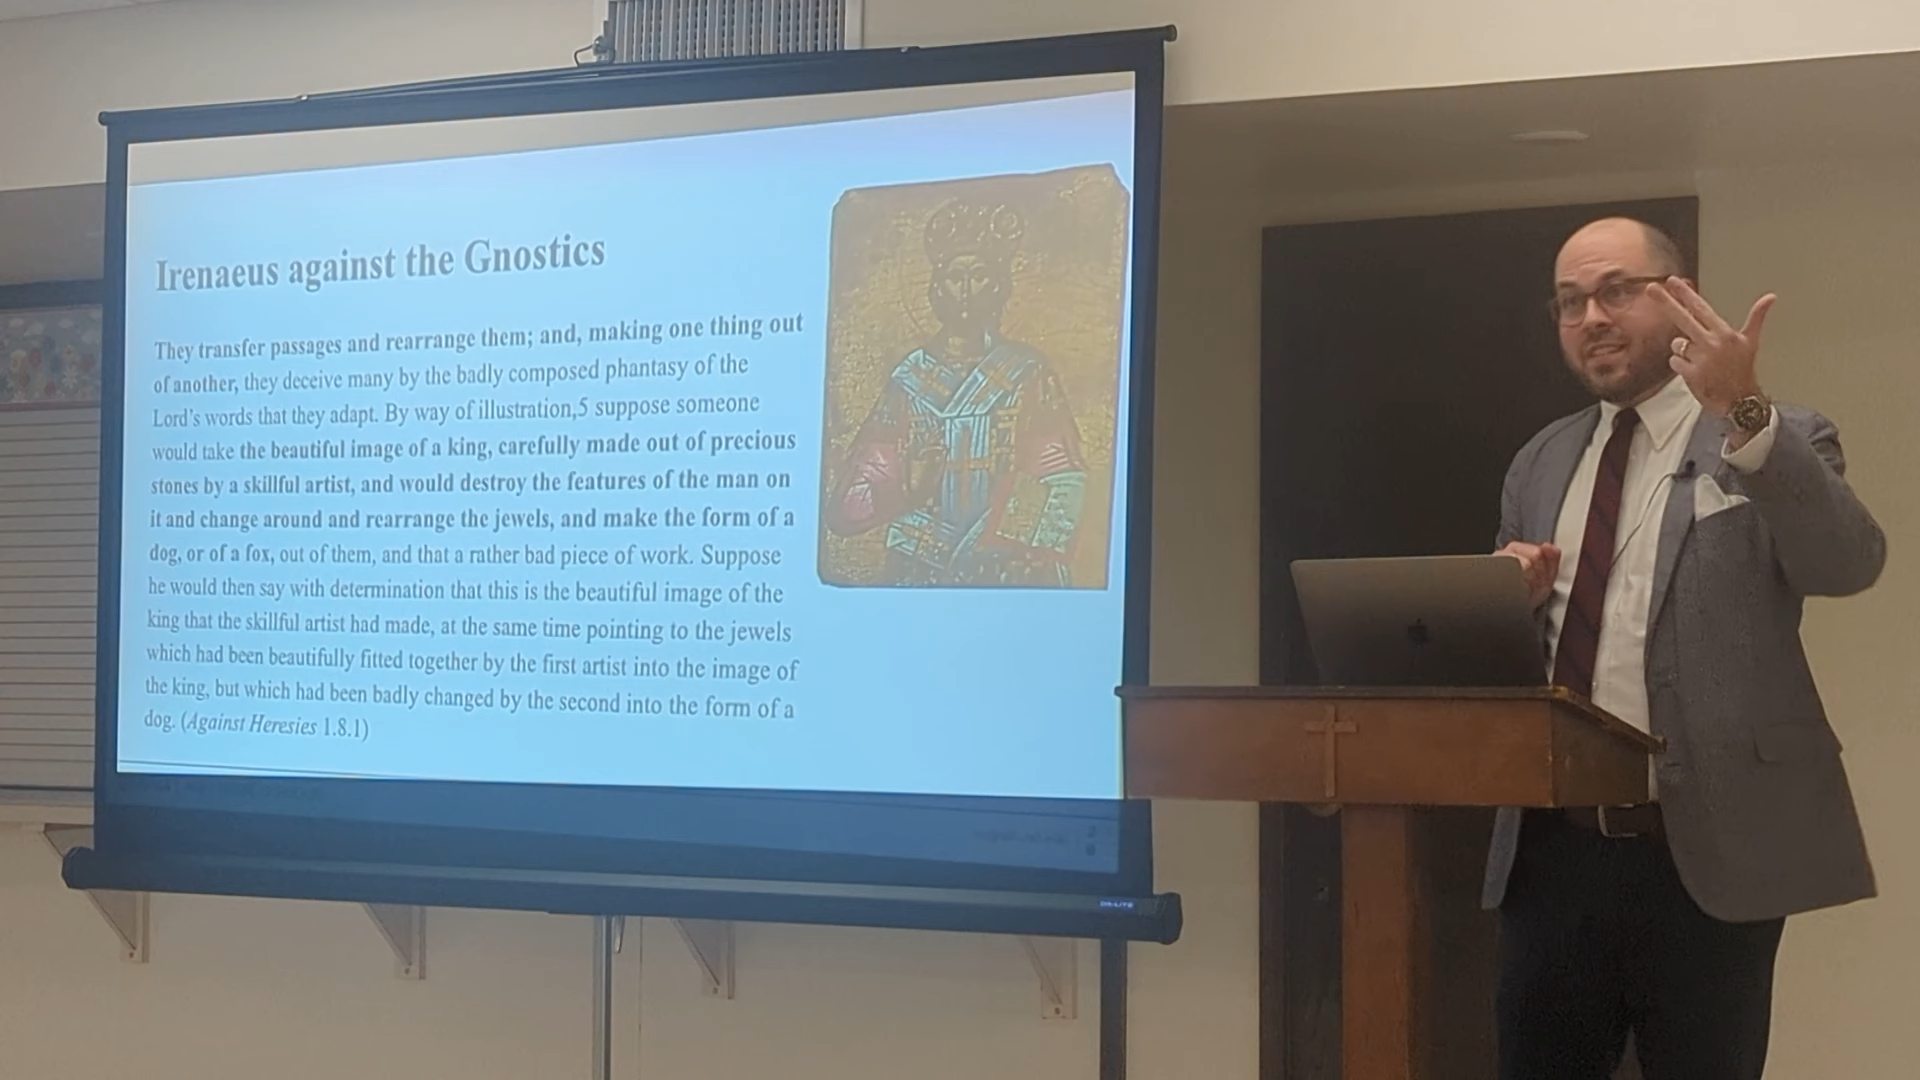 Irenaeus against the Gnostics
They transfer passages and rearrange them; and, making one thing out
of another, they deceive many by the badly composed phantasy of the
Lord's words that they adapt. By way of illustration,5 suppose someone
would take the beautiful image of a king, carefully made out of precious
stones by a skillful artist, and would destroy the features of the man on
it and change around and rearrange the jewels, and make the form of a
dog, or of a fox, out of them, and that a rather bad piece of work. Suppose
he would then say with determination that this is the beautiful image of the
king that the skillful artist had made, at the same time pointing to the jewels
which had been beautifully fitted together by the first artist into the image of
the king, but which had been badly changed by the second into the form of a
dog. (Against Heresies 1.8.1)
DA-LITE